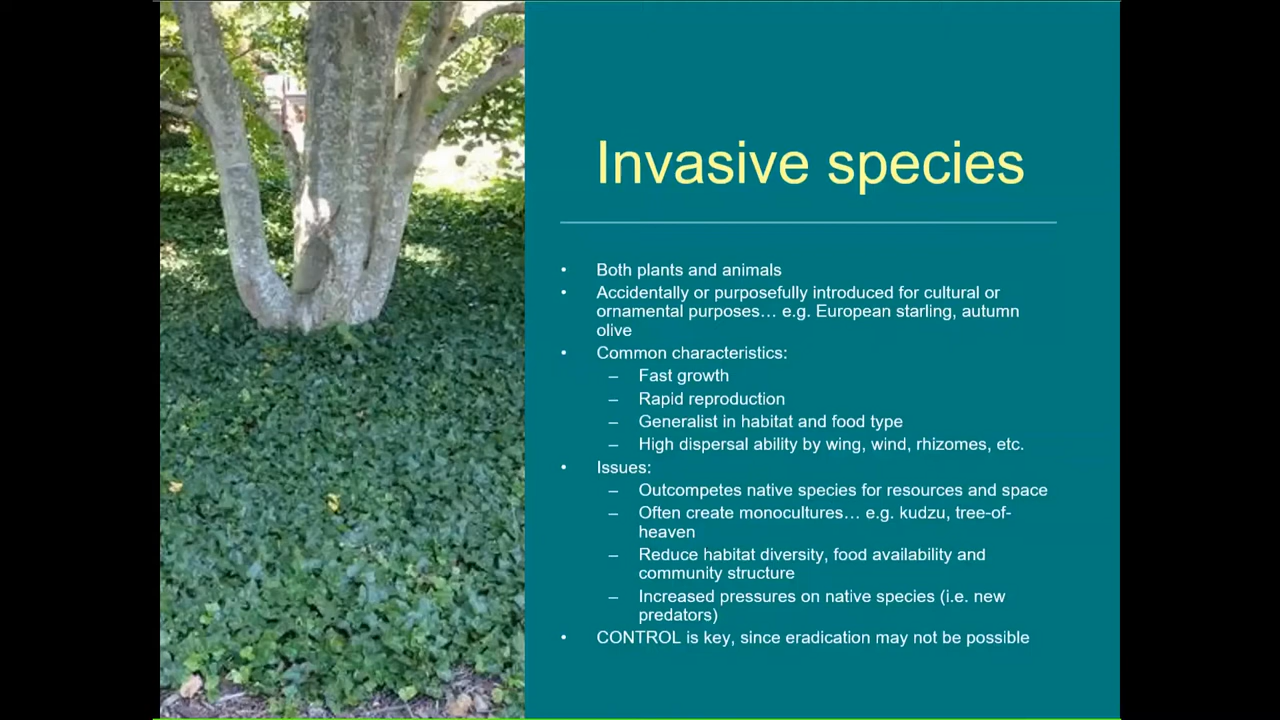 Invasive species
• Both plants and animals
• Accidentally or purposefully introduced for cultural or
ornamental purposes… e.g. European starling, autumn
olive
• Common characteristics:
– Fast growth
– Rapid reproduction
– Generalist in habitat and food type
– High dispersal ability by wing, wind, rhizomes, etc.
• Issues:
– Outcompetes native species for resources and space
– Often create monocultures… e.g. kudzu, tree-of-
heaven
– Reduce habitat diversity, food availability and
community structure
– Increased pressures on native species (i.e. new
predators)
• CONTROL is key, since eradication may not be possible